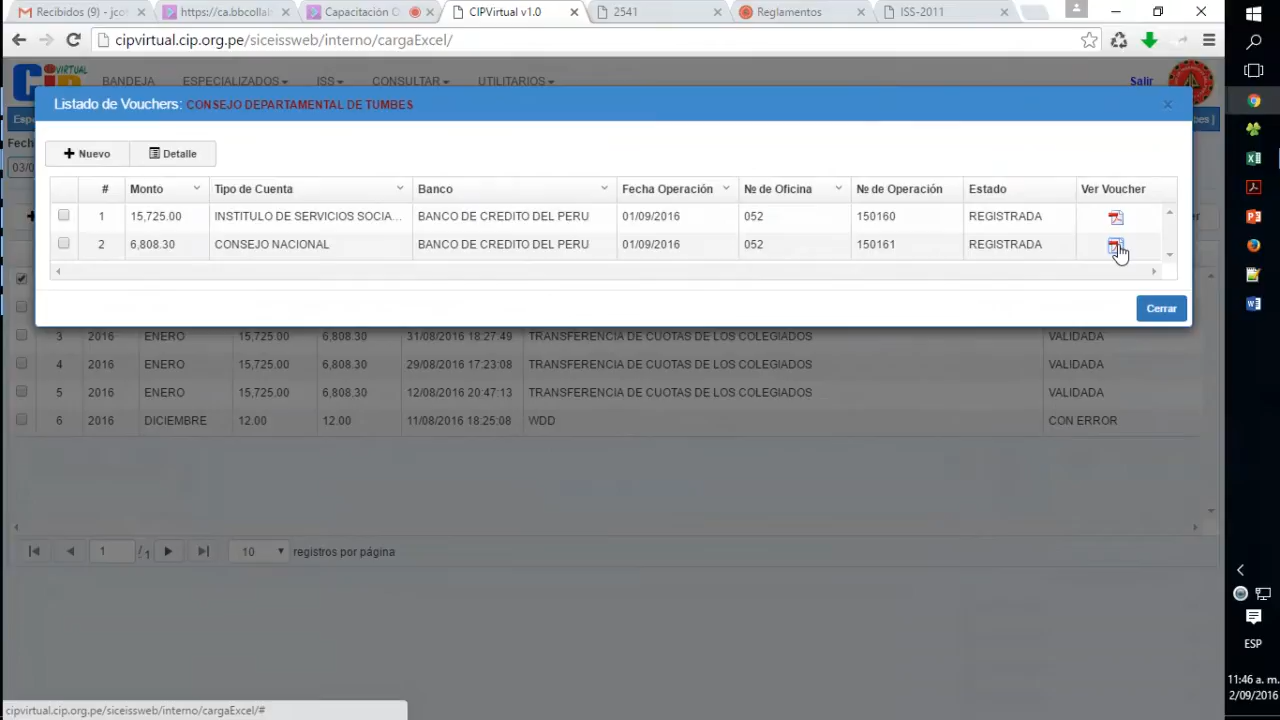 Recibidos (9) - jcot
https://ca.bbcollal
Capacitación C
CIPVirtual v1.0
2541
Reglamentos
ISS-2011
cipvirtual.cip.org.pe/siceissweb/interno/cargaExcel/
VIRTUAL
BANDEJA ESPECIALIZADOS ISS CONSULTAR UTILITARIOS
Salir
Listado de Vouchers: CONSEJO DEPARTAMENTAL DE TUMBES
Nuevo Detalle
# Monto Tipo de Cuenta Banco Fecha Operación № de Oficina № de Operación Estado Ver Voucher
1 15,725.00 INSTITULO DE SERVICIOS SOCIA... BANCO DE CREDITO DEL PERU 01/09/2016 052 150160 REGISTRADA
2 6,808.30 CONSEJO NACIONAL BANCO DE CREDITO DEL PERU 01/09/2016 052 150161 REGISTRADA
Cerrar
3 2016 ENERO 15,725.00 6,808.30 31/08/2016 18:27:49 TRANSFERENCIA DE CUOTAS DE LOS COLEGIADOS VALIDADA
4 2016 ENERO 15,725.00 6,808.30 29/08/2016 17:23:08 TRANSFERENCIA DE CUOTAS DE LOS COLEGIADOS VALIDADA
5 2016 ENERO 15,725.00 6,808.30 12/08/2016 20:47:13 TRANSFERENCIA DE CUOTAS DE LOS COLEGIADOS VALIDADA
6 2016 DICIEMBRE 12.00 12.00 11/08/2016 18:25:08 WDD CON ERROR
1 / 1 10 registros por página
cipvirtual.cip.org.pe/siceissweb/interno/cargaExcel/#
ESP
11:46 a. m.
2/09/2016